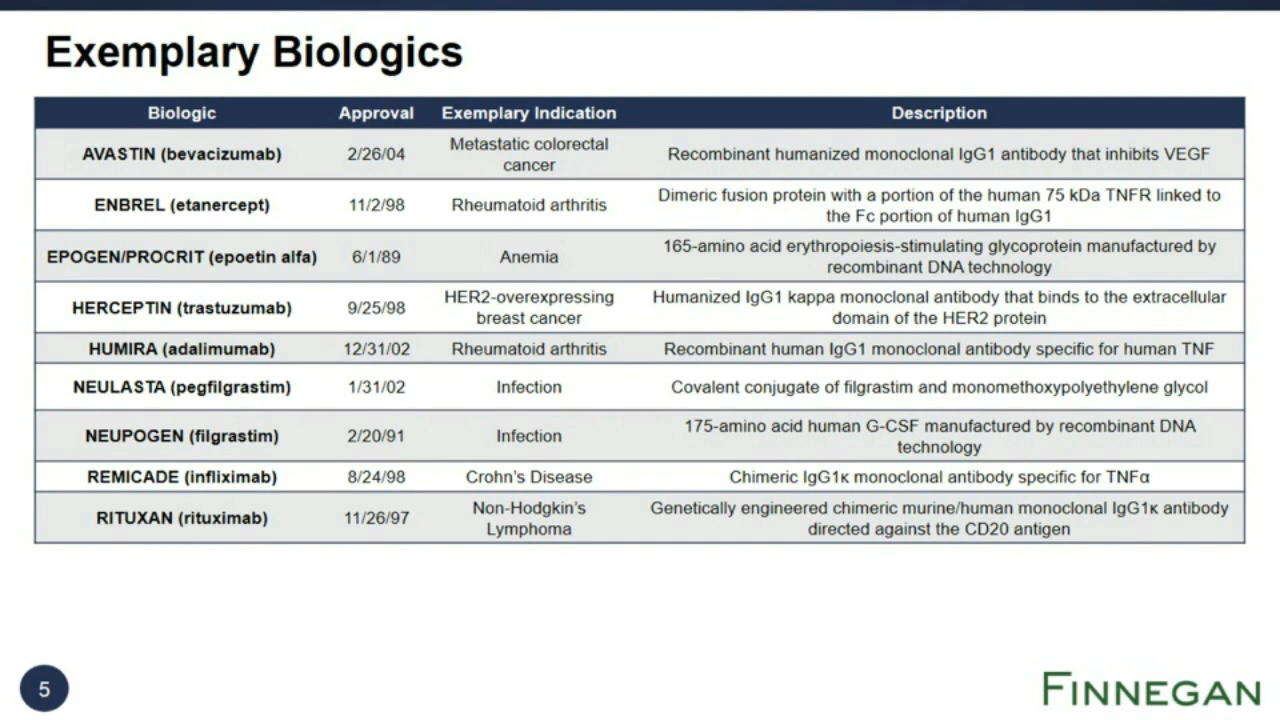 Exemplary Biologics
Biologic Approval Exemplary Indication Description
AVASTIN (bevacizumab) 2/26/04 Metastatic colorectal cancer Recombinant humanized monoclonal IgG1 antibody that inhibits VEGF
ENBREL (etanercept) 11/2/98 Rheumatoid arthritis Dimeric fusion protein with a portion of the human 75 kDa TNFR linked to the Fc portion of human IgG1
EPOGEN/PROCRIT (epoetin alfa) 6/1/89 Anemia 165-amino acid erythropoiesis-stimulating glycoprotein manufactured by recombinant DNA technology
HERCEPTIN (trastuzumab) 9/25/98 HER2-overexpressing breast cancer Humanized IgG1 kappa monoclonal antibody that binds to the extracellular domain of the HER2 protein
HUMIRA (adalimumab) 12/31/02 Rheumatoid arthritis Recombinant human IgG1 monoclonal antibody specific for human TNF
NEULASTA (pegfilgrastim) 1/31/02 Infection Covalent conjugate of filgrastim and monomethoxypolyethylene glycol
NEUPOGEN (filgrastim) 2/20/91 Infection 175-amino acid human G-CSF manufactured by recombinant DNA technology
REMICADE (infliximab) 8/24/98 Crohn's Disease Chimeric IgG1κ monoclonal antibody specific for TNFα
RITUXAN (rituximab) 11/26/97 Non-Hodgkin's Lymphoma Genetically engineered chimeric murine/human monoclonal IgG1κ antibody directed against the CD20 antigen
5
FINNEGAN